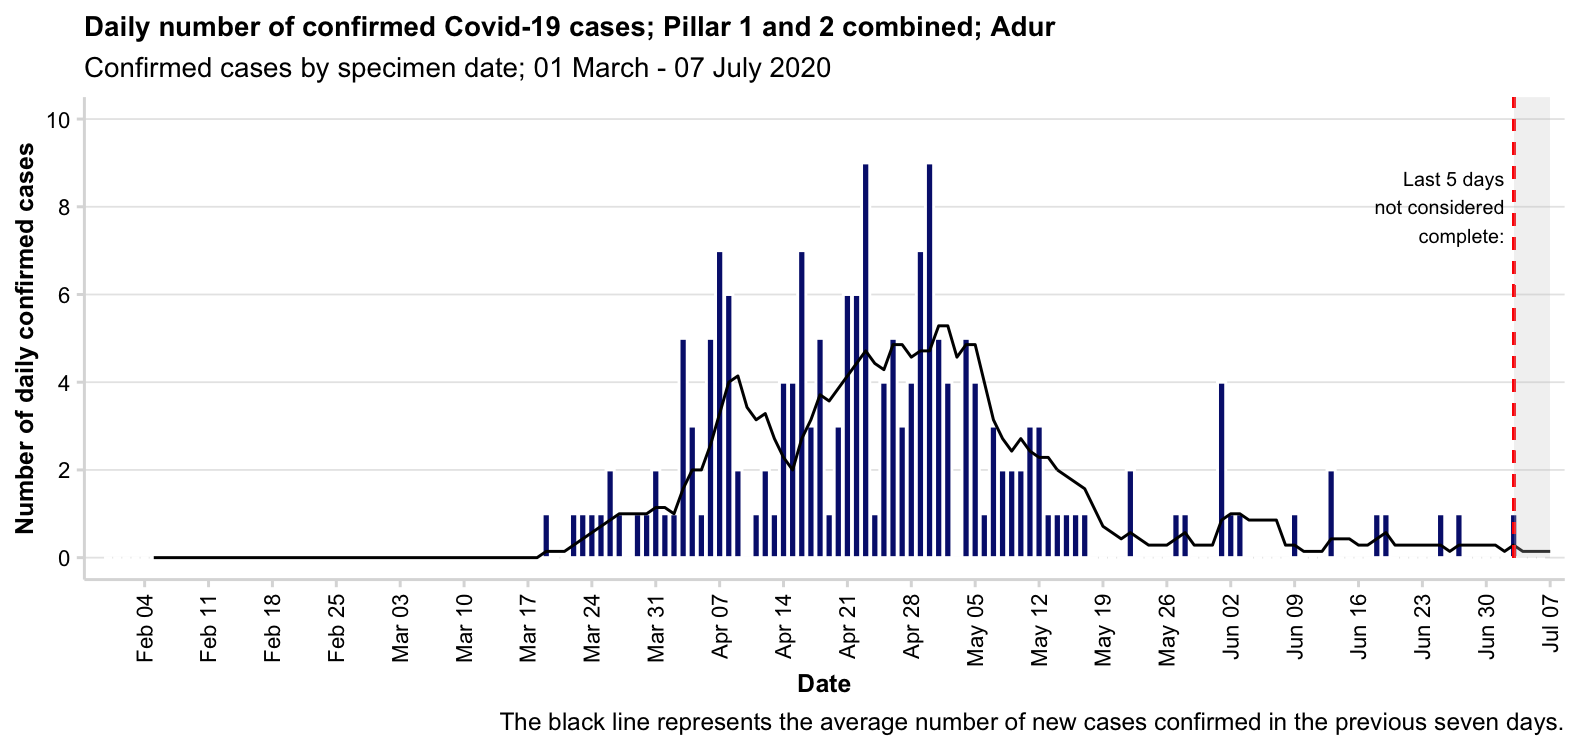 Daily number of confirmed Covid-19 cases; Pillar 1 and 2 combined; Adur
Confirmed cases by specimen date; 01 March - 07 July 2020
Number of daily confirmed cases
10
8
6
4
2
0
Last 5 days
not considered
complete:
Feb 04
Feb 11
Feb 18
Feb 25
Mar 03
Mar 10
Mar 17
Mar 24
Mar 31
Apr 07
Apr 14
Apr 21
Apr 28
May 05
May 12
May 19
May 26
Jun 02
Jun 09
Jun 16
Jun 23
Jun 30
Jul 07
Date
The black line represents the average number of new cases confirmed in the previous seven days.